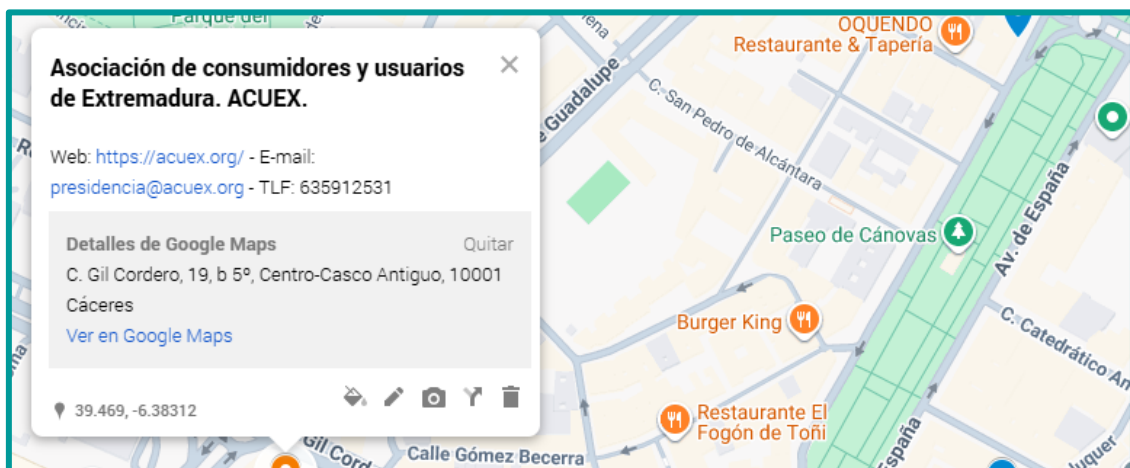 Asociación de consumidores y usuarios
de Extremadura. ACUEX.
Web: https://acuex.org/ - E-mail:
presidencia@acuex.org - TLF: 635912531
Detalles de Google Maps
Quitar
C. Gil Cordero, 19, b 5º, Centro-Casco Antiguo, 10001
Cáceres
Ver en Google Maps
39.469, -6.38312
Parque del
Guadalupe
OQUENDO
Restaurante & Tapería
C. San Pedro de Alcántara
Paseo de Cánovas
Av. de España
Burger King
C. Catedrático
Restaurante El
Fogón de Toñi
Gil Cord
Calle Gómez Becerra
España